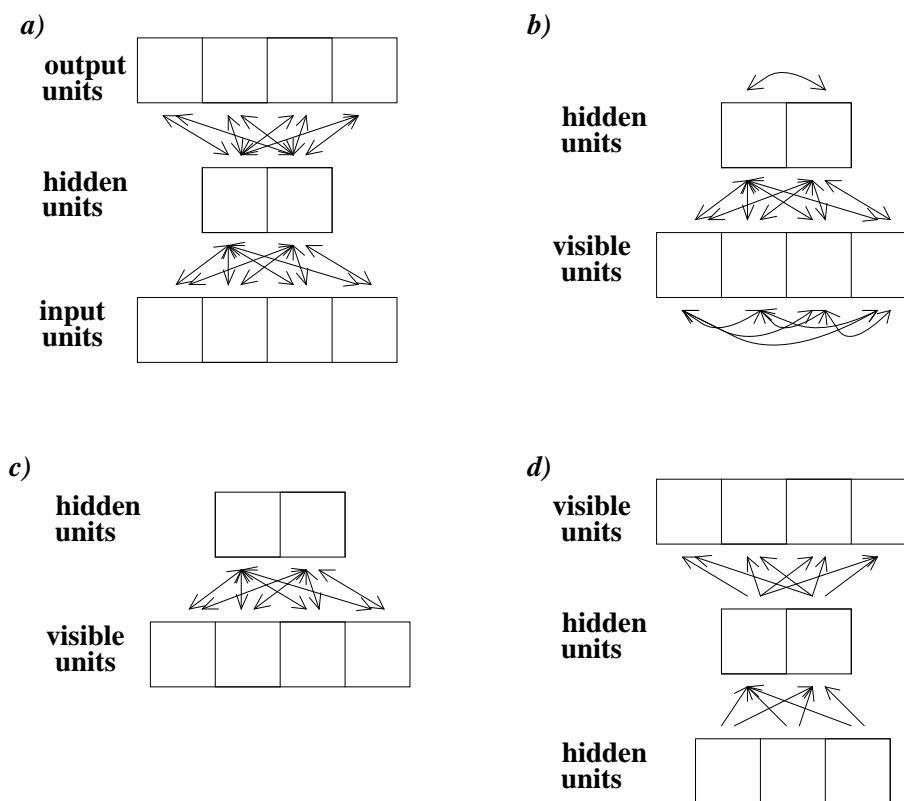 a)
output
units
hidden
units
input
units
b)
hidden
units
visible
units
c)
hidden
units
visible
units
d)
visible
units
hidden
units
hidden
units